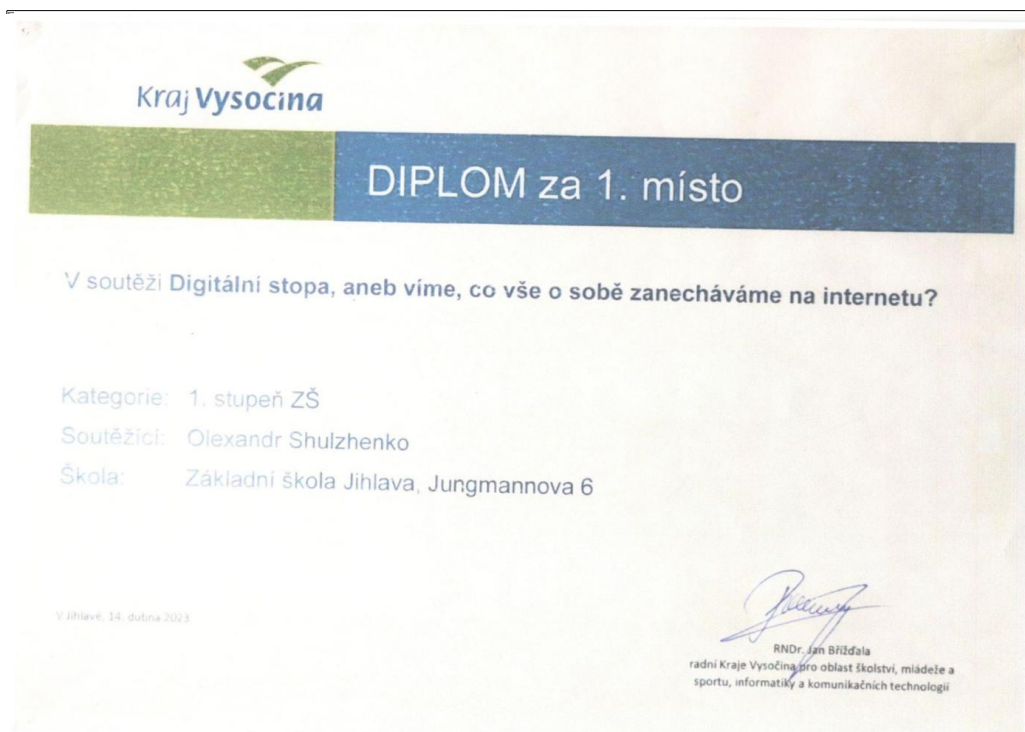 Kraj Vysočina
DIPLOM za 1. místo
V soutěži Digitální stopa, aneb víme, co vše o sobě zanecháváme na internetu?
Kategorie: 1. stupeň ZŠ
Soutěžící: Olexandr Shulzhenko
Škola: Základní škola Jihlava, Jungmannova 6
V Jihlavě, 14. dubna 2023
RNDr. Jan Břížďala
radní Kraje Vysočina pro oblast školství, mládeže a
sportu, informatiky a komunikačních technologií